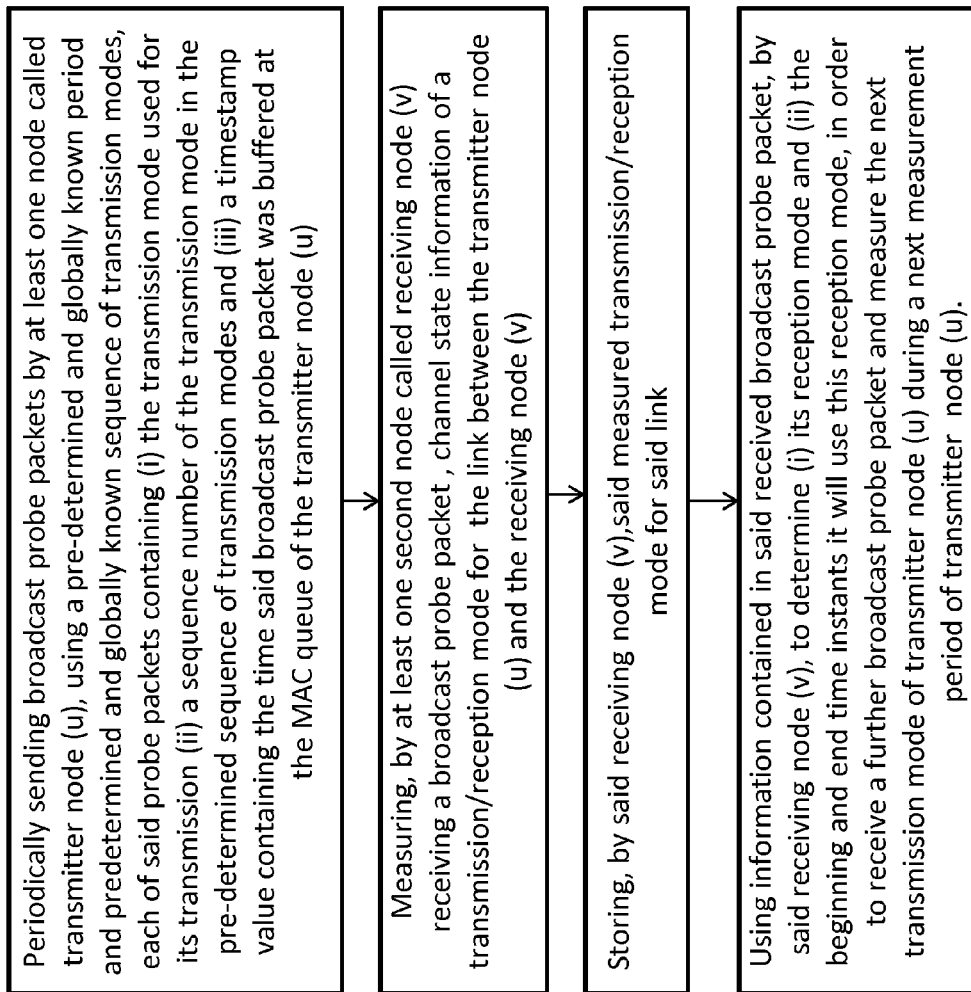 Periodically sending broadcast probe packets by at least one node called
transmitter node (u), using a pre-determined and globally known period
and predetermined and globally known sequence of transmission modes,
each of said probe packets containing (i) the transmission mode used for
its transmission (ii) a sequence number of the transmission mode in the
pre-determined sequence of transmission modes and (iii) a timestamp
value containing the time said broadcast probe packet was buffered at
the MAC queue of the transmitter node (u)
Measuring, by at least one second node called receiving node (v)
receiving a broadcast probe packet , channel state information of a
transmission/reception mode for the link between the transmitter node
(u) and the receiving node (v)
Storing, by said receiving node (v),said measured transmission/reception
mode for said link
Using information contained in said received broadcast probe packet, by
said receiving node (v), to determine (i) its reception mode and (ii) the
beginning and end time instants it will use this reception mode, in order
to receive a further broadcast probe packet and measure the next
transmission mode of transmitter node (u) during a next measurement
period of transmitter node (u).